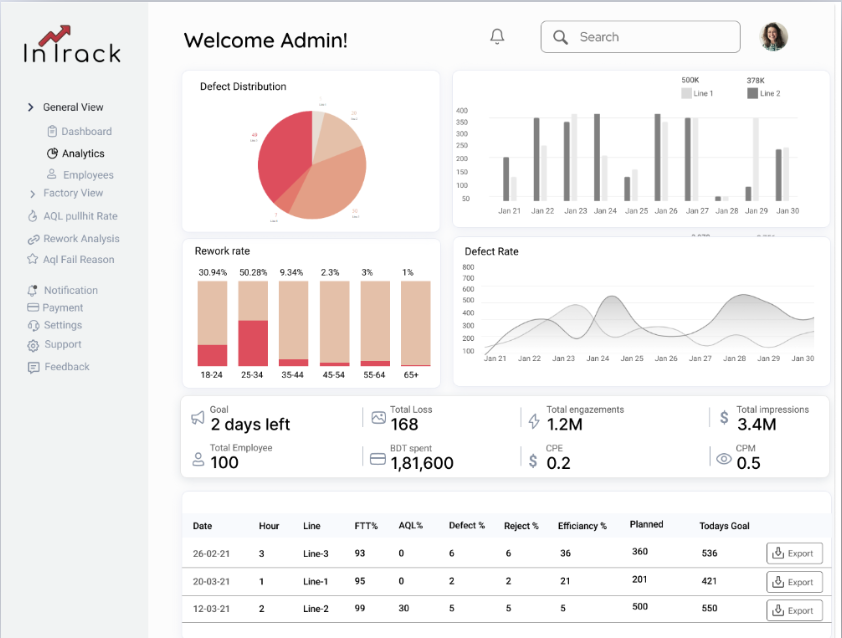 InTrack
Welcome Admin!
Search
General View
Dashboard
Analytics
Employees
Factory View
AQL pullhit Rate
Rework Analysis
Aql Fail Reason
Notification
Payment
Settings
Support
Feedback
Defect Distribution
500K
378K
Line 1
Line 2
400
350
300
250
200
150
100
50
Jan 21 Jan 22 Jan 23 Jan 24 Jan 25 Jan 26 Jan 27 Jan 28 Jan 29 Jan 30
Rework rate
30.94% 50.28% 9.34% 2.3% 3% 1%
18-24 25-34 35-44 45-54 55-64 65+
Defect Rate
800
700
600
500
400
300
200
100
Jan 21 Jan 22 Jan 23 Jan 24 Jan 25 Jan 26 Jan 27 Jan 28 Jan 29 Jan 30
Goal
2 days left
Total Loss
168
Total engazements
1.2M
Total impressions
$ 3.4M
Total Employee
100
BDT spent
1,81,600
CPE
$ 0.2
CPM
0.5
Date Hour Line FTT% AQL% Defect % Reject % Efficiancy % Planned Todays Goal
26-02-21 3 Line-3 93 0 6 6 36 360 536 Export
20-03-21 1 Line-1 95 0 2 2 21 201 421 Export
12-03-21 2 Line-2 99 30 5 5 5 500 550 Export